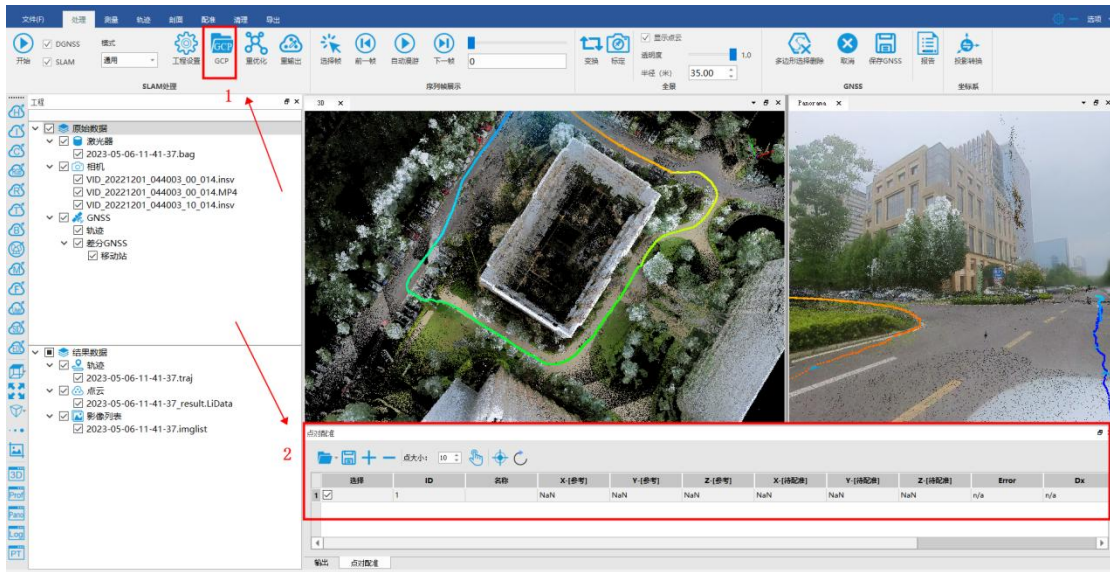 文件(F) 处理 测量 轨迹 剖面 配准 清理 导出 选项
开始 DGNSS SLAM 模式 通用 工程设置 GCP 重优化 重输出
选择帧 前一帧 自动漫游 下一帧 0
变换 标定 显示点云 透明度 1.0 半径（米） 35.00
多边形选择删除 取消 保存GNSS 报告 投影转换
SLAM处理 序列帧展示 全景 GNSS 坐标系
1
工程
原始数据
激光器
2023-05-06-11-41-37.bag
相机
VID_20221201_044003_00_014.insv
VID_20221201_044003_00_014.MP4
VID_20221201_044003_10_014.insv
GNSS
轨迹
差分GNSS
移动站
结果数据
轨迹
2023-05-06-11-41-37.traj
点云
2023-05-06-11-41-37_result.LiData
影像列表
2023-05-06-11-41-37.imglist
3D
Prof
Pano
Log
PT
3D
Panorama
2
点对配准
点大小： 10
选择 ID 名称 X-[参考] Y-[参考] Z-[参考] X-[待配准] Y-[待配准] Z-[待配准] Error Dx
1 1 NaN NaN NaN NaN NaN NaN n/a n/a
输出 点对配准